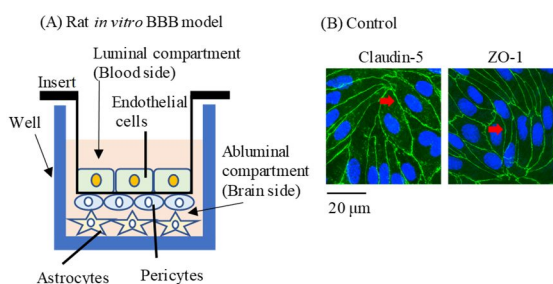 (A) Rat in vitro BBB model
Luminal compartment
(Blood side)
Insert
Endothelial
cells
Well
Abluminal
compartment
(Brain side)
Astrocytes
Pericytes
(B) Control
Claudin-5
ZO-1
20 µm